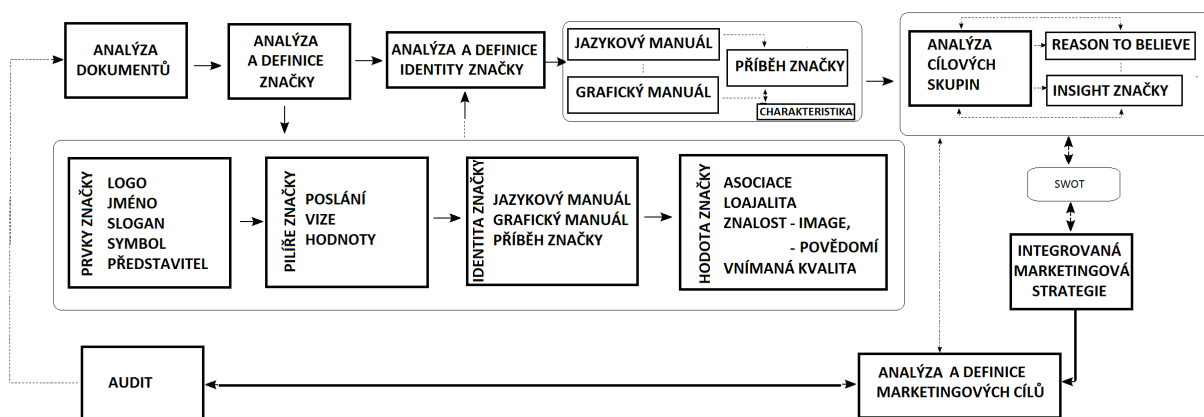 ANALÝZA
DOKUMENTŮ
ANALÝZA
A DEFINICE
ZNAČKY
ANALÝZA A DEFINICE
IDENTITY ZNAČKY
JAZYKOVÝ MANUÁL
GRAFICKÝ MANUÁL
PŘÍBĚH ZNAČKY
CHARAKTERISTIKA
ANALÝZA
CÍLOVÝCH
SKUPIN
REASON TO BELIEVE
INSIGHT ZNAČKY
PRVKY ZNAČKY
LOGO
JMÉNO
SLOGAN
SYMBOL
PŘEDSTAVITEL
PILÍŘE ZNAČKY
POSLÁNÍ
VIZE
HODNOTY
IDENTITA ZNAČKY
JAZYKOVÝ MANUÁL
GRAFICKÝ MANUÁL
PŘÍBĚH ZNAČKY
HODOTA ZNAČKY
ASOCIACE
LOAJALITA
ZNALOST - IMAGE,
- POVĚDOMÍ
VNÍMANÁ KVALITA
SWOT
INTEGROVANÁ
MARKETINGOVÁ
STRATEGIE
AUDIT
ANALÝZA A DEFINICE
MARKETINGOVÝCH CÍLŮ